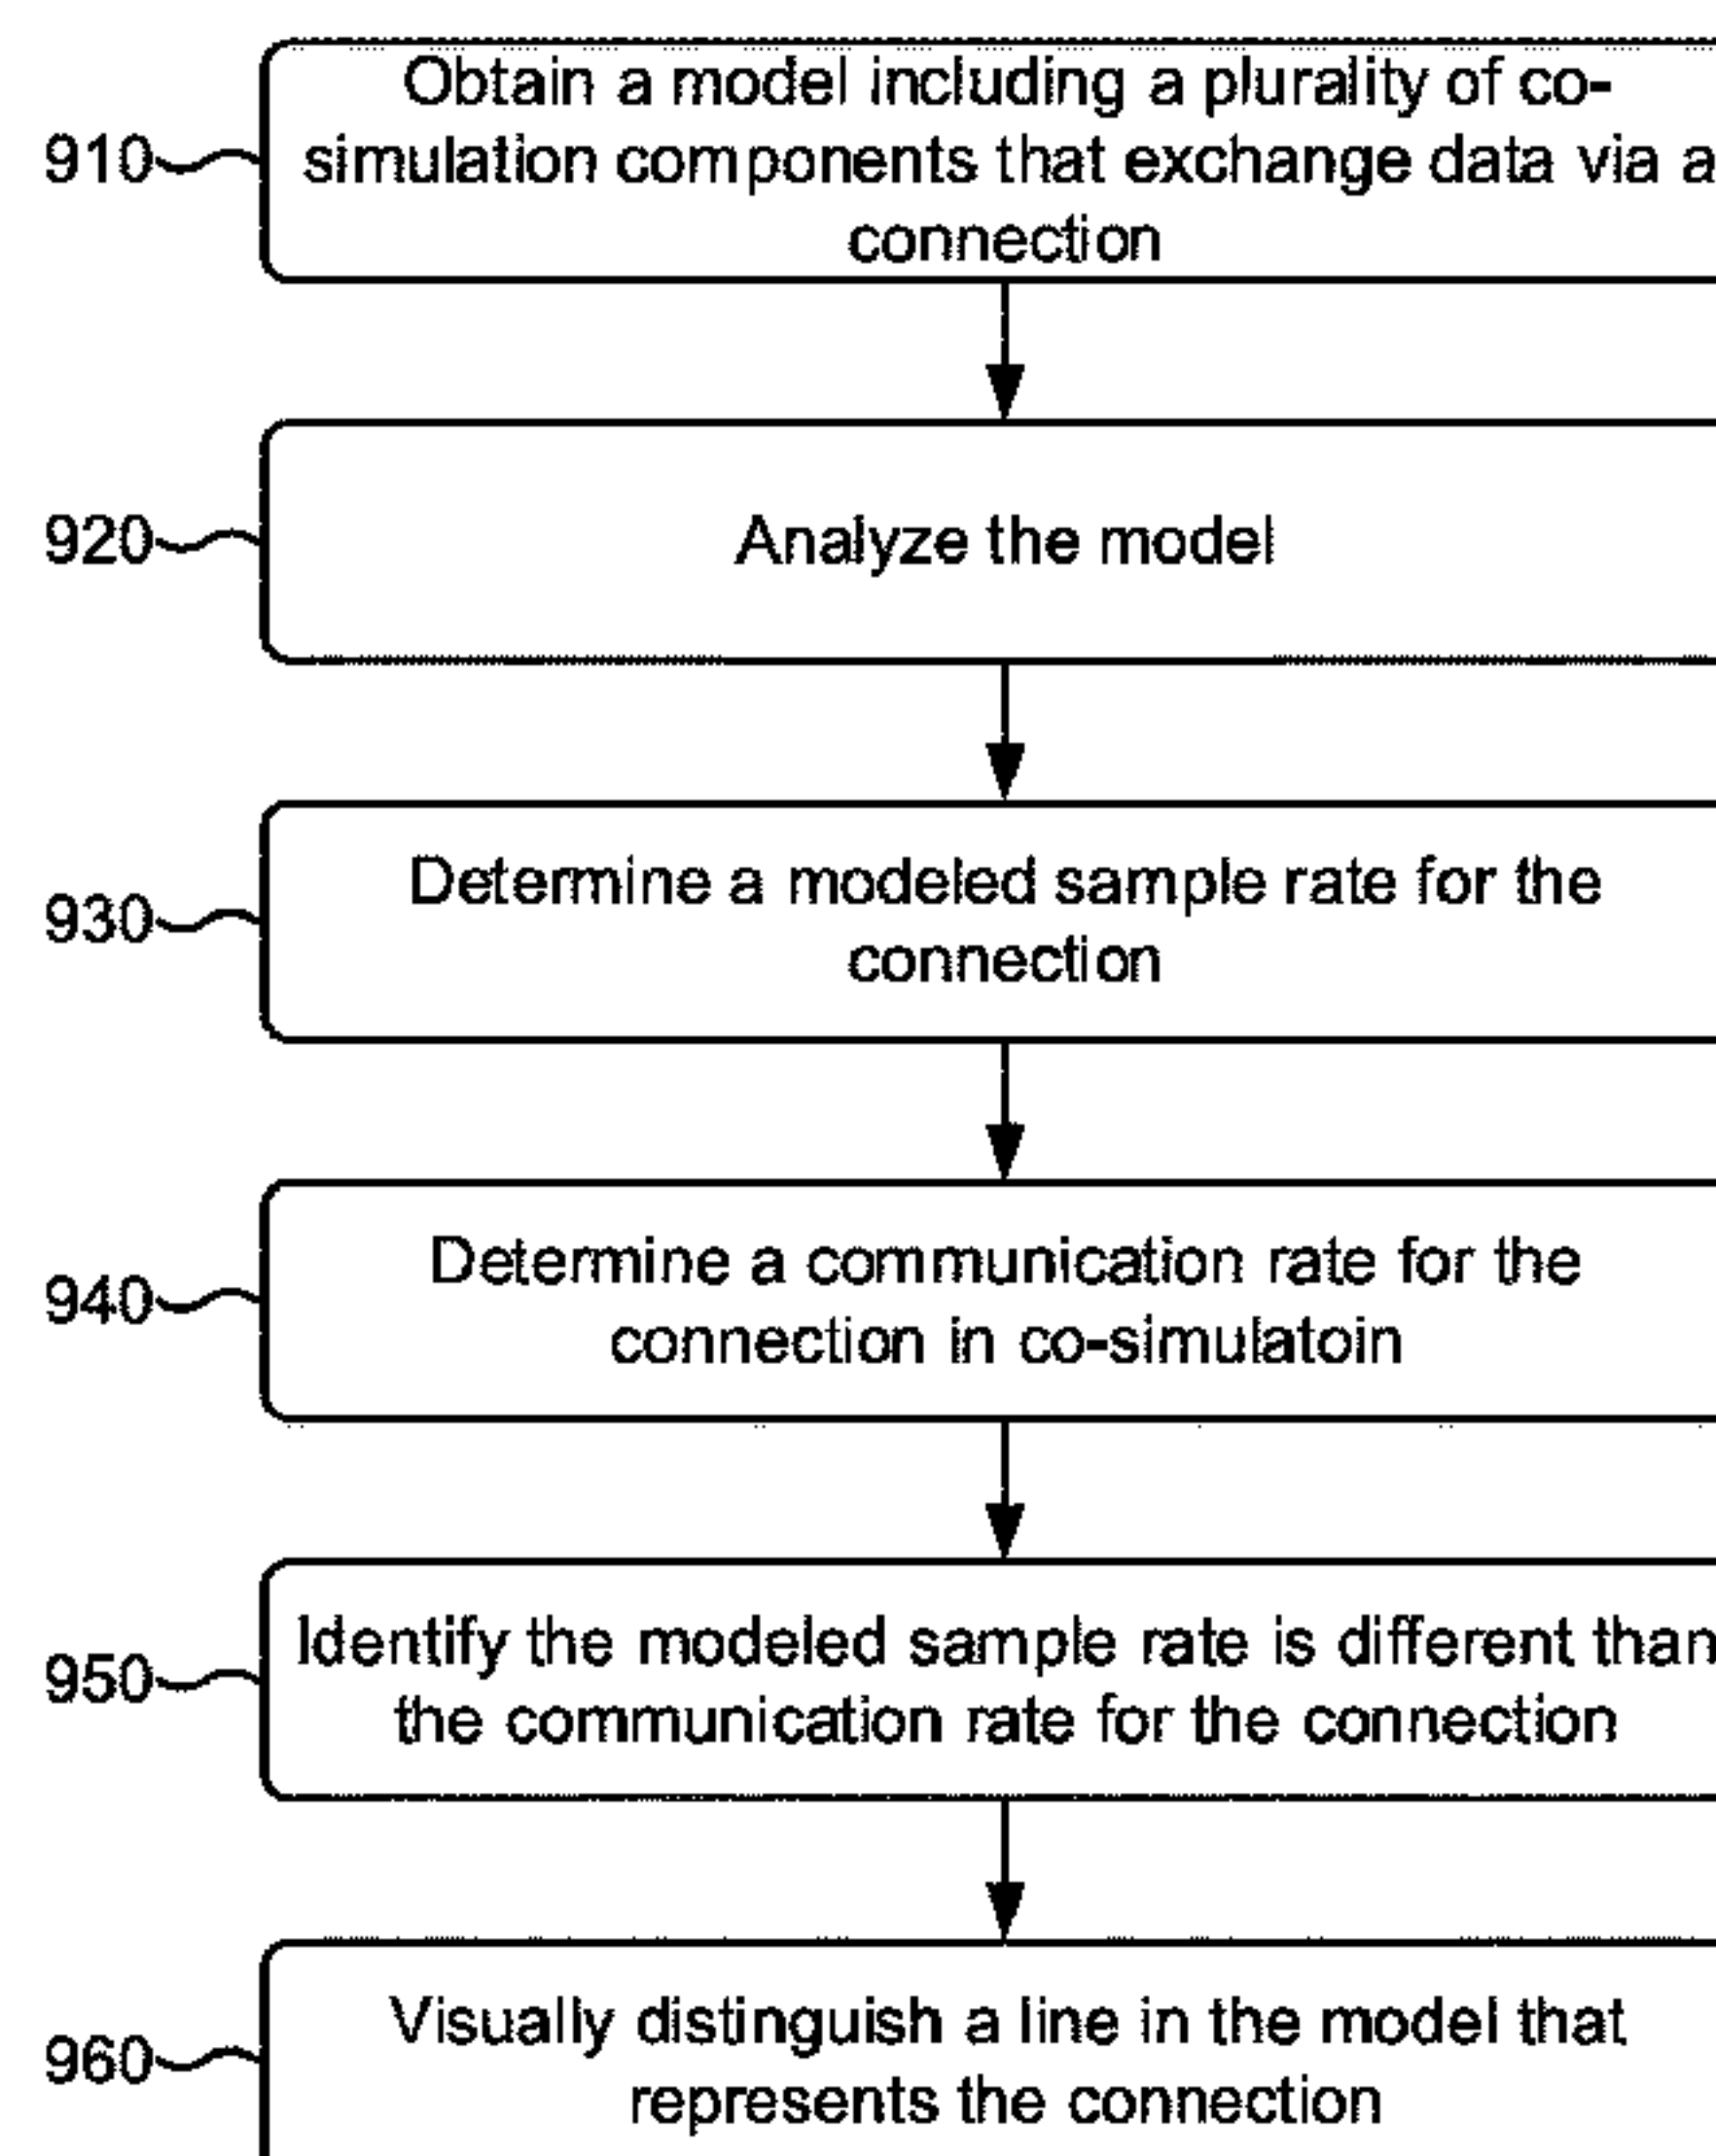 Obtain a model including a plurality of co-
910 simulation components that exchange data via a
connection
920 Analyze the model
Determine a modeled sample rate for the
930
connection
Determine a communication rate for the
940
connection in co-simulatoin
Identify the modeled sample rate is different than
950
the communication rate for the connection
Visually distinguish a line in the model that
960
represents the connection